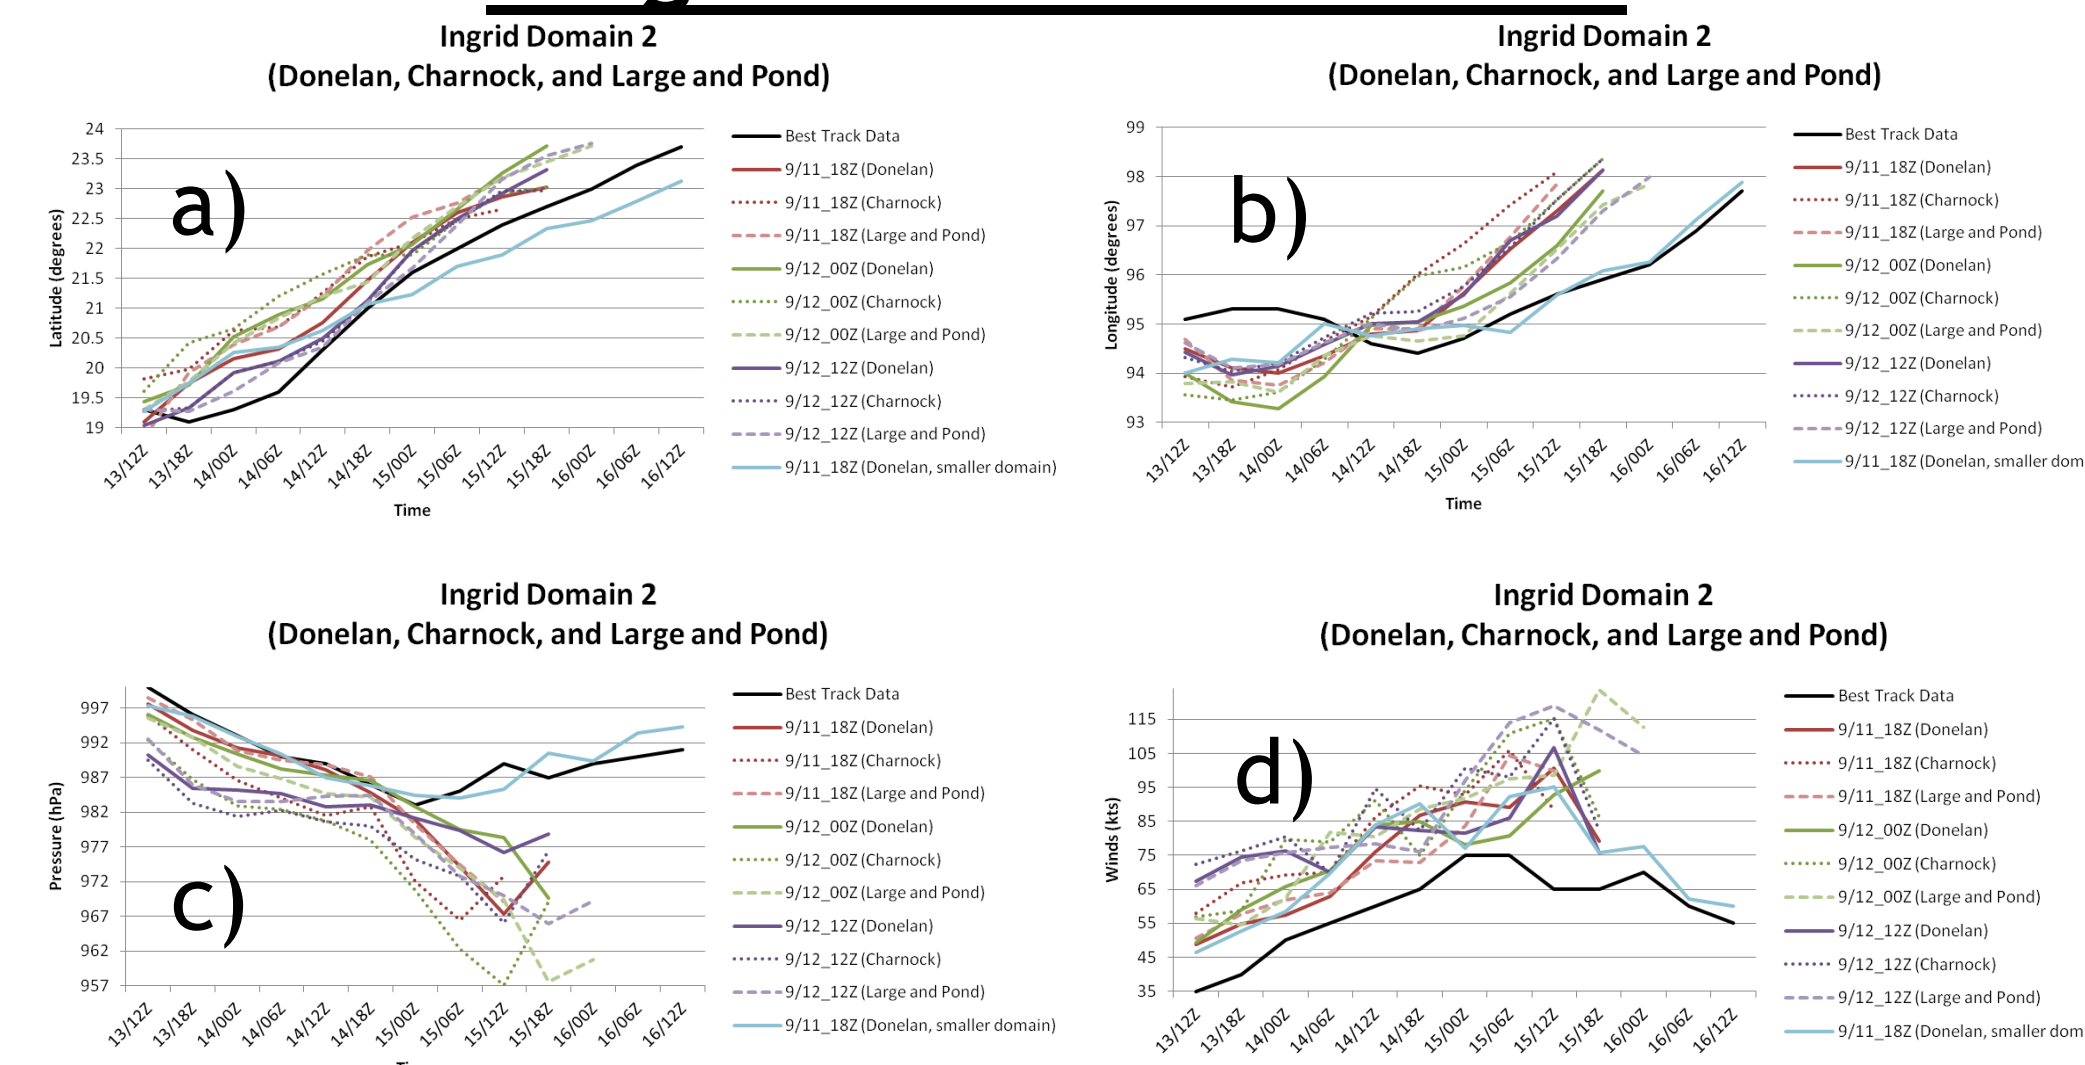 Ingrid Domain 2
(Donelan, Charnock, and Large and Pond)
a)
Latitude (degrees)
24
23.5
23
22.5
22
21.5
21
20.5
20
19.5
19
13/12Z
13/18Z
14/00Z
14/06Z
14/12Z
14/18Z
15/00Z
15/06Z
15/12Z
15/18Z
16/00Z
16/06Z
16/12Z
Time
Best Track Data
9/11_18Z (Donelan)
9/11_18Z (Charnock)
9/11_18Z (Large and Pond)
9/12_00Z (Donelan)
9/12_00Z (Charnock)
9/12_00Z (Large and Pond)
9/12_12Z (Donelan)
9/12_12Z (Charnock)
9/12_12Z (Large and Pond)
9/11_18Z (Donelan, smaller domain)
Ingrid Domain 2
(Donelan, Charnock, and Large and Pond)
b)
Longitude (degrees)
99
98
97
96
95
94
93
13/12Z
13/18Z
14/00Z
14/06Z
14/12Z
14/18Z
15/00Z
15/06Z
15/12Z
15/18Z
16/00Z
16/06Z
16/12Z
Time
Best Track Data
9/11_18Z (Donelan)
9/11_18Z (Charnock)
9/11_18Z (Large and Pond)
9/12_00Z (Donelan)
9/12_00Z (Charnock)
9/12_00Z (Large and Pond)
9/12_12Z (Donelan)
9/12_12Z (Charnock)
9/12_12Z (Large and Pond)
9/11_18Z (Donelan, smaller dom
Ingrid Domain 2
(Donelan, Charnock, and Large and Pond)
c)
Pressure (hPa)
997
992
987
982
977
972
967
962
957
13/12Z
13/18Z
14/00Z
14/06Z
14/12Z
14/18Z
15/00Z
15/06Z
15/12Z
15/18Z
16/00Z
16/06Z
16/12Z
Best Track Data
9/11_18Z (Donelan)
9/11_18Z (Charnock)
9/11_18Z (Large and Pond)
9/12_00Z (Donelan)
9/12_00Z (Charnock)
9/12_00Z (Large and Pond)
9/12_12Z (Donelan)
9/12_12Z (Charnock)
9/12_12Z (Large and Pond)
9/11_18Z (Donelan, smaller domain)
Ingrid Domain 2
(Donelan, Charnock, and Large and Pond)
d)
Winds (kts)
115
105
95
85
75
65
55
45
35
13/12Z
13/18Z
14/00Z
14/06Z
14/12Z
14/18Z
15/00Z
15/06Z
15/12Z
15/18Z
16/00Z
16/06Z
16/12Z
Best Track Data
9/11_18Z (Donelan)
9/11_18Z (Charnock)
9/11_18Z (Large and Pond)
9/12_00Z (Donelan)
9/12_00Z (Charnock)
9/12_00Z (Large and Pond)
9/12_12Z (Donelan)
9/12_12Z (Charnock)
9/12_12Z (Large and Pond)
9/11_18Z (Donelan, smaller dom